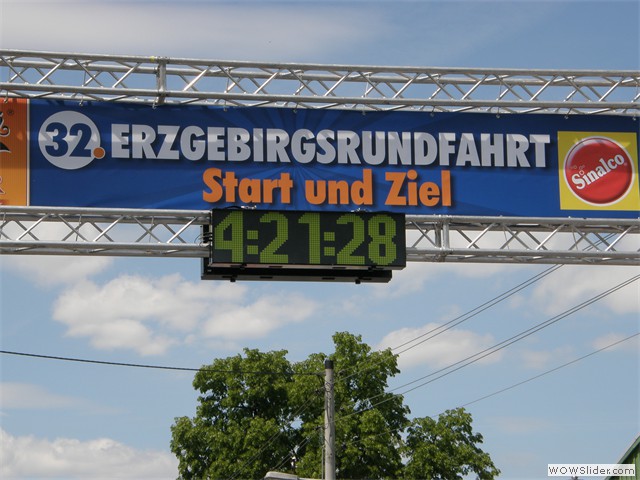 32. ERZGEBIRGSRUNDFAHRT
Start und Ziel
Sinalco
4:21:28
WOWSlider.com